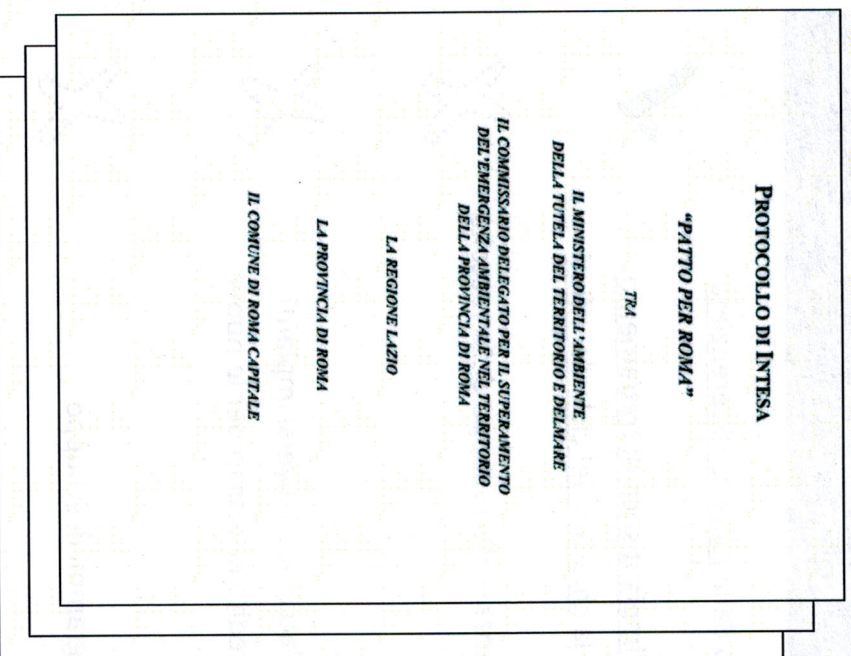 PROTOCOLLO DI INTESA
“PATTO PER ROMA”
TRA
IL MINISTERO DELL’AMBIENTE
DELLA TUTELA DEL TERRITORIO E DELMARE
IL COMMISSARIO DELEGATO PER IL SUPERAMENTO
DEL’EMERGENZA AMBIENTALE NEL TERRITORIO
DELLA PROVINCIA DI ROMA
LA REGIONE LAZIO
LA PROVINCIA DI ROMA
IL COMUNE DI ROMA CAPITALE